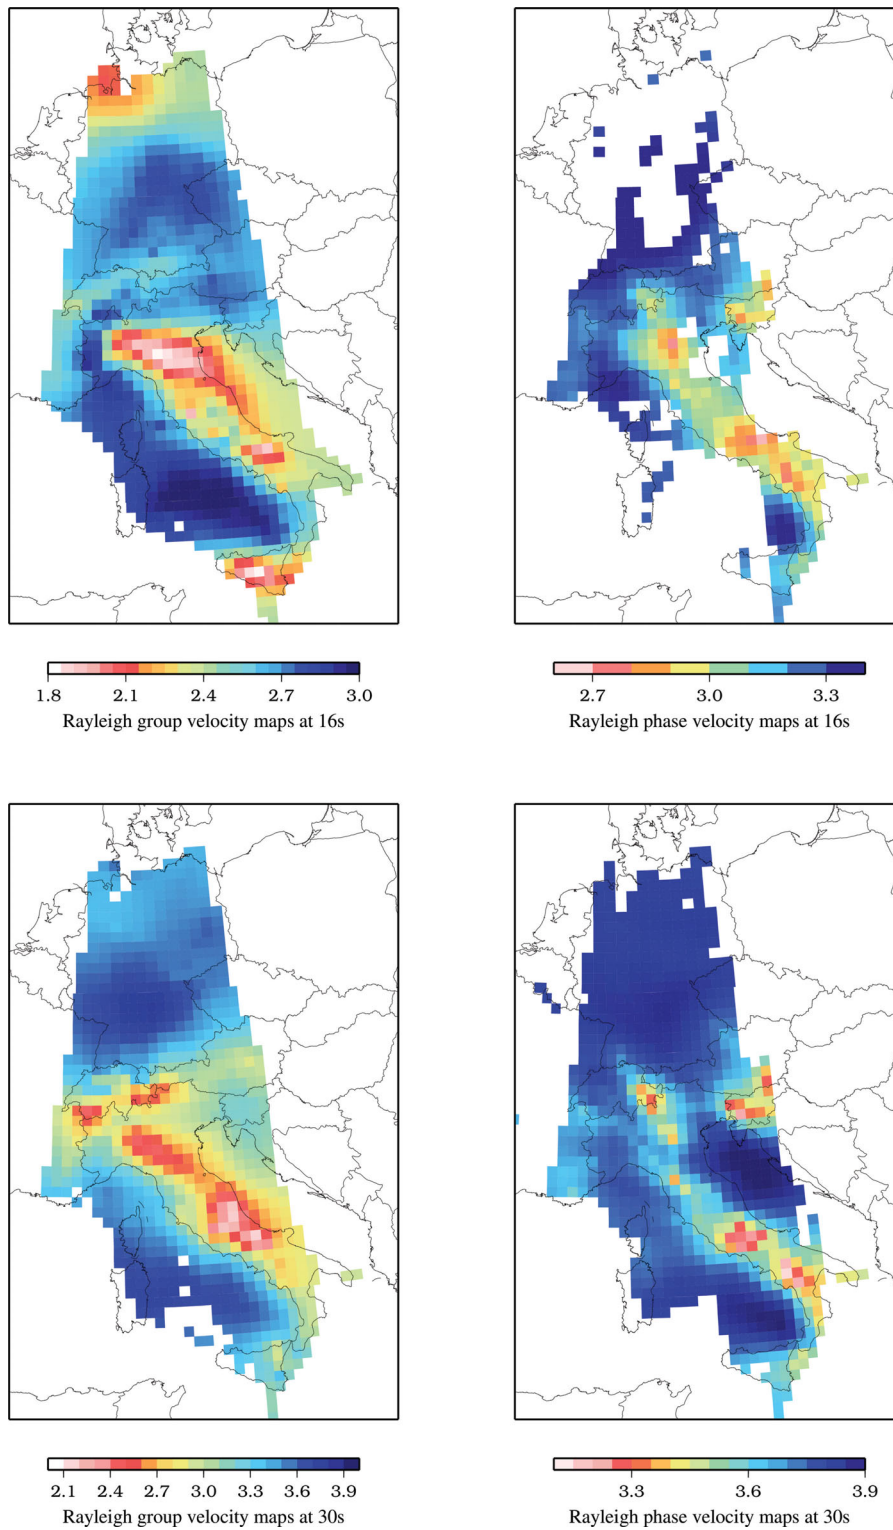 1.8 2.1 2.4 2.7 3.0
Rayleigh group velocity maps at 16s
2.7 3.0 3.3
Rayleigh phase velocity maps at 16s
2.1 2.4 2.7 3.0 3.3 3.6 3.9
Rayleigh group velocity maps at 30s
3.3 3.6 3.9
Rayleigh phase velocity maps at 30s